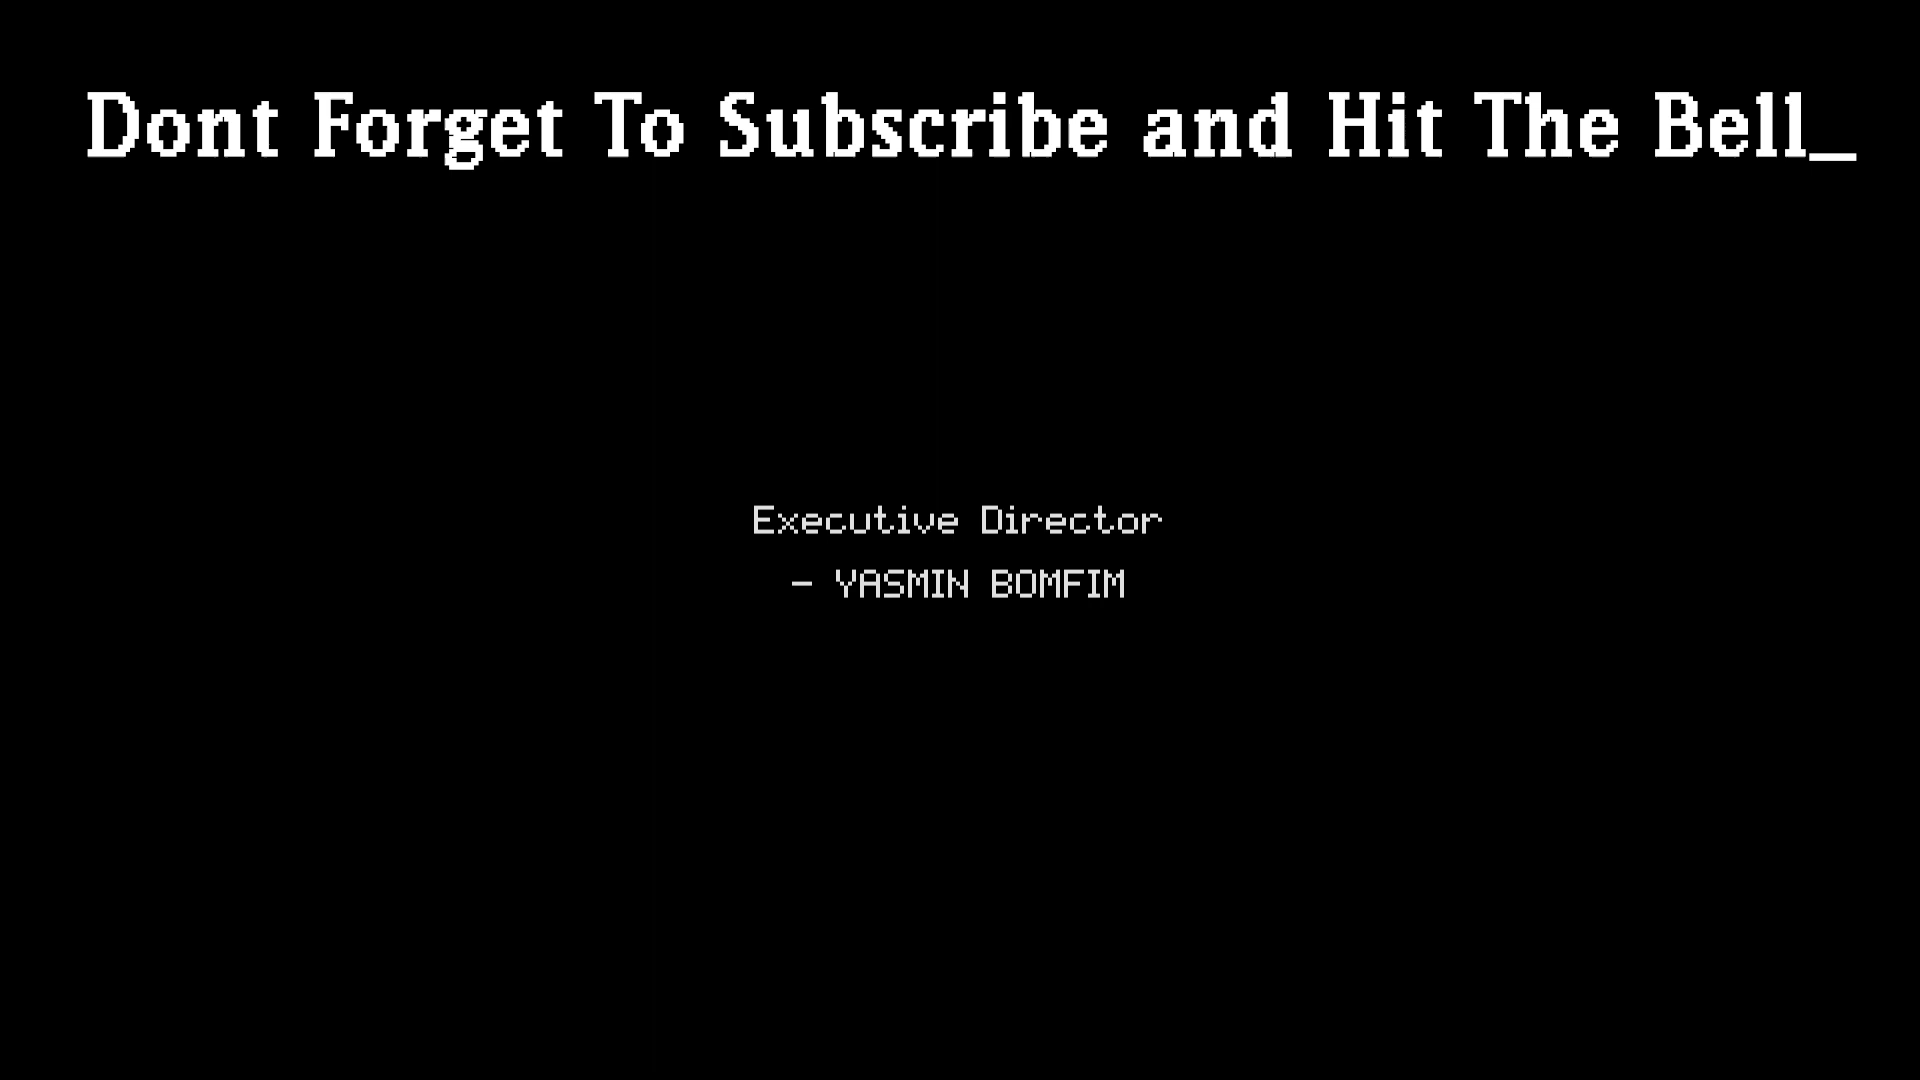 Dont Forget To Subscribe and Hit The Bell_
Executive Director
- YASMIN BOMFIM